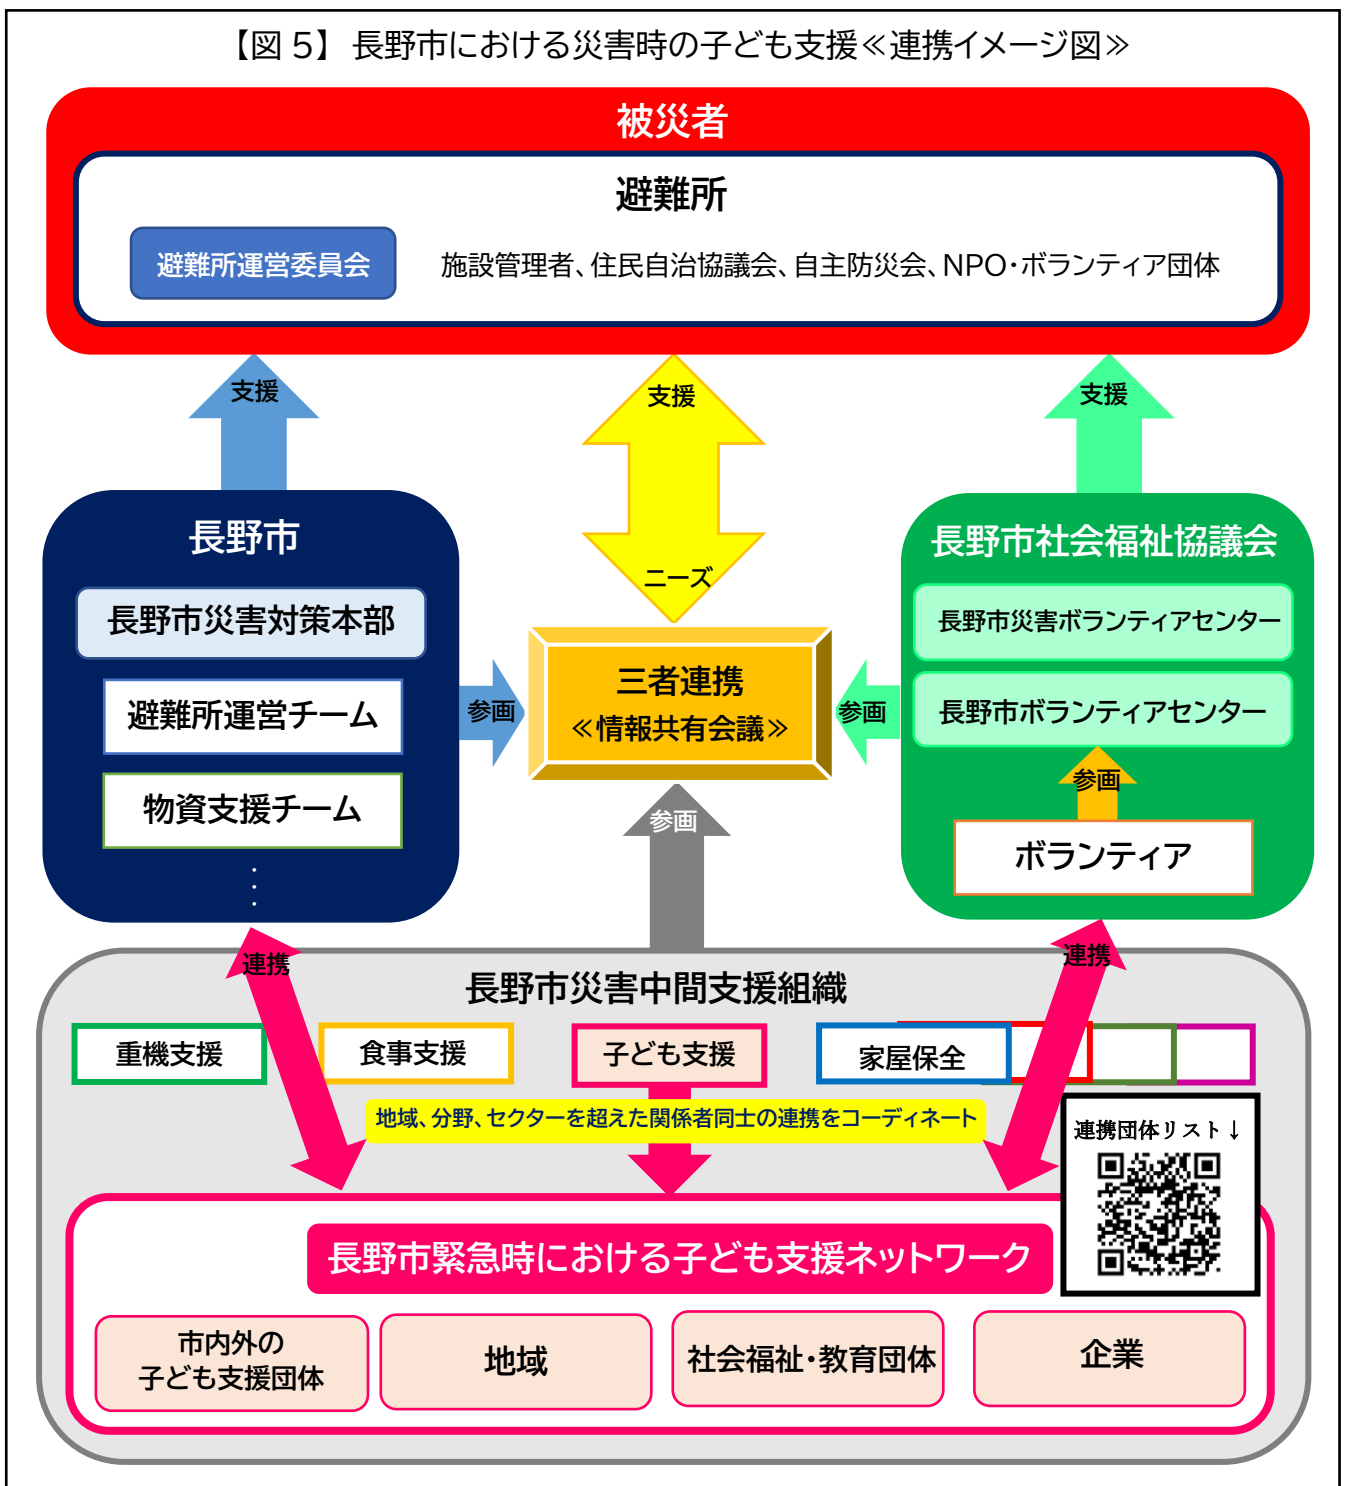 【図 5】 長野市における災害時の子ども支援≪連携イメージ図≫
被災者
避難所
避難所運営委員会
施設管理者、住民自治協議会、自主防災会、NPO・ボランティア団体
支援
支援
支援
ニーズ
長野市
長野市災害対策本部
避難所運営チーム
物資支援チーム
⋮
参画
三者連携
≪情報共有会議≫
参画
長野市社会福祉協議会
長野市災害ボランティアセンター
長野市ボランティアセンター
参画
ボランティア
参画
連携
連携
長野市災害中間支援組織
重機支援
食事支援
子ども支援
家屋保全
地域、分野、セクターを超えた関係者同士の連携をコーディネート
連携団体リスト↓
長野市緊急時における子ども支援ネットワーク
市内外の
子ども支援団体
地域
社会福祉・教育団体
企業